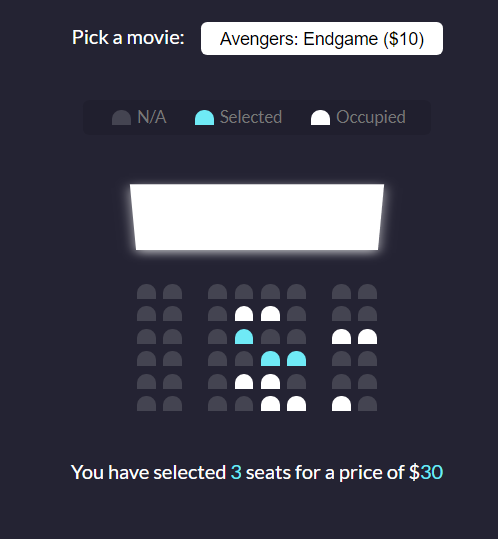 Pick a movie: Avengers: Endgame ($10)
N/A Selected Occupied
You have selected 3 seats for a price of $30